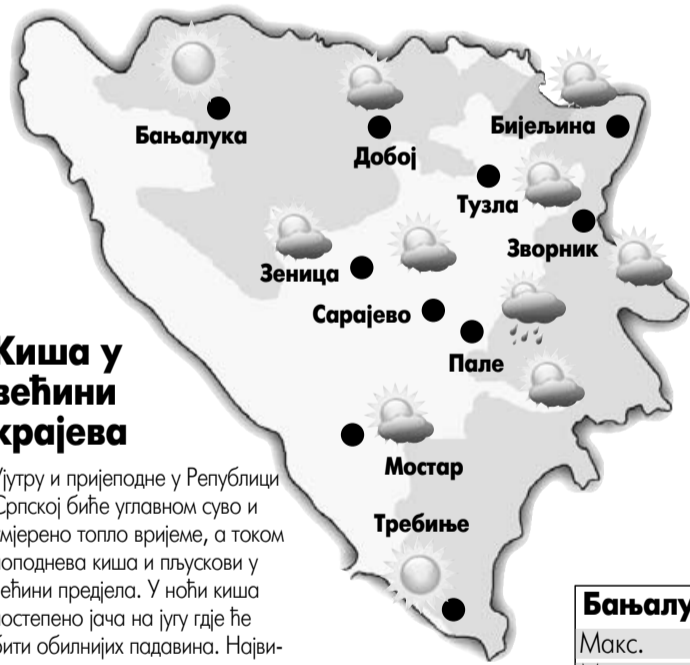 Бањалука
Добој
Бијељина
Тузла
Зворник
Зеница
Сарајево
Пале
Мостар
Требиње
Киша у
већини
крајева
Ујутру и пријеподне у Републици
Српској биће углавном суво и
умјерено топло вријеме, а током
поподнева киша и пљускови у
већини предјела. У ноћи киша
постепено јача на југу гдје ће
бити обилнијих падавина. Најви-
Бањалу
Макс.